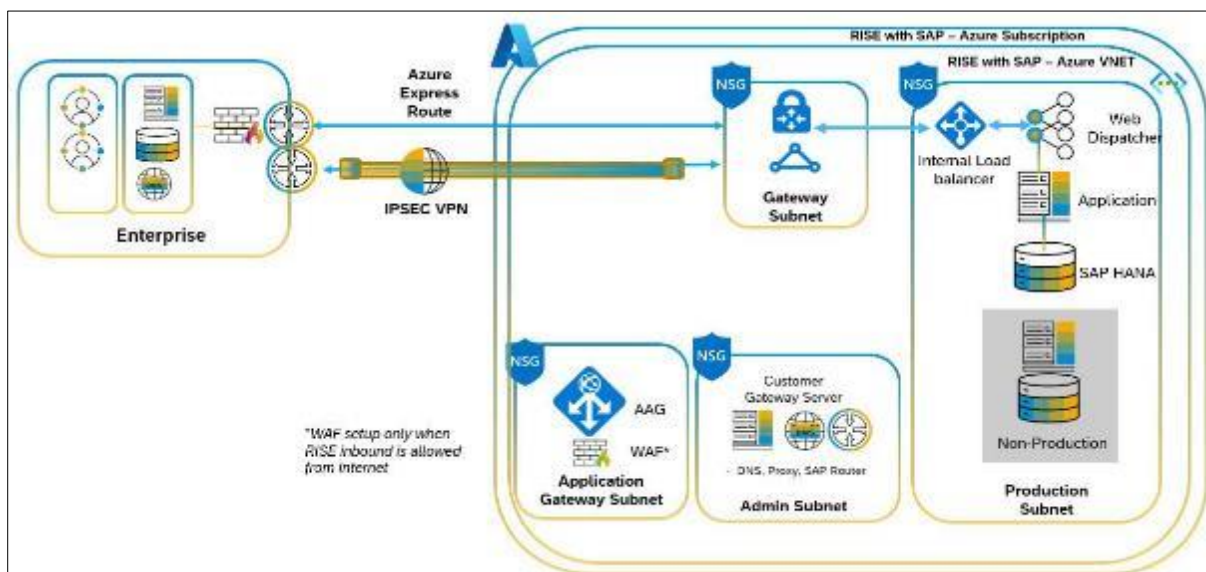 RISE with SAP – Azure Subscription
RISE with SAP – Azure VNET
Azure
Express
Route
NSG
NSG
Web
Dispatcher
Internal Load
balancer
Gateway
Subnet
IPSEC VPN
Enterprise
Application
SAP HANA
NSG
NSG
Customer
Gateway Server
AAG
WAF*
- DNS, Proxy, SAP Router
Application
Gateway Subnet
Admin Subnet
Non-Production
Production
Subnet
*WAF setup only when
RISE inbound is allowed
from internet